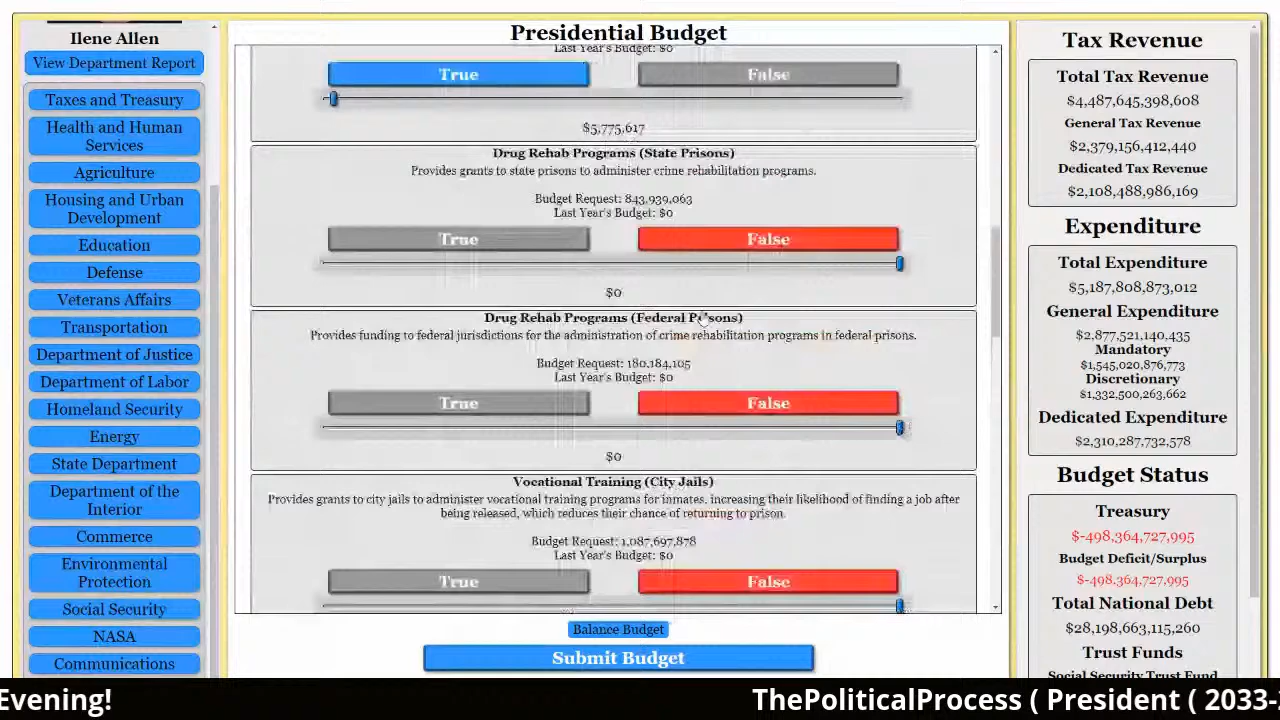 Ilene Allen
View Department Report
Taxes and Treasury
Health and Human
Services
Agriculture
Housing and Urban
Development
Education
Defense
Veterans Affairs
Transportation
Department of Justice
Department of Labor
Homeland Security
Energy
State Department
Department of the
Interior
Commerce
Environmental
Protection
Social Security
NASA
Communications
Presidential Budget
Last Year's Budget: $0
True
False
$5,775,617
Drug Rehab Programs (State Prisons)
Provides grants to state prisons to administer crime rehabilitation programs.
Budget Request: 843,939,063
Last Year's Budget: $0
True
False
$0
Drug Rehab Programs (Federal Prisons)
Provides funding to federal jurisdictions for the administration of crime rehabilitation programs in federal prisons.
Budget Request: 180,184,105
Last Year's Budget: $0
True
False
$0
Vocational Training (City Jails)
Provides grants to city jails to administer vocational training programs for inmates, increasing their likelihood of finding a job after
being released, which reduces their chance of returning to prison.
Budget Request: 1,087,697,878
Last Year's Budget: $0
True
False
Balance Budget
Submit Budget
Tax Revenue
Total Tax Revenue
$4,487,645,398,608
General Tax Revenue
$2,379,156,412,440
Dedicated Tax Revenue
$2,108,488,986,169
Expenditure
Total Expenditure
$5,187,808,873,012
General Expenditure
$2,877,521,140,435
Mandatory
$1,545,020,876,773
Discretionary
$1,332,500,263,662
Dedicated Expenditure
$2,310,287,732,578
Budget Status
Treasury
$-498,364,727,995
Budget Deficit/Surplus
$-498,364,727,995
Total National Debt
$28,198,663,115,260
Trust Funds
Social Security Trust Fund
Evening!
ThePoliticalProcess ( President ( 2033-